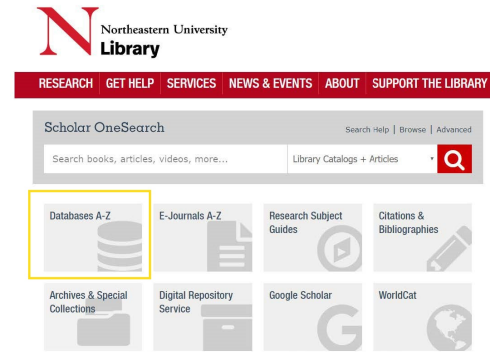 N Northeastern University
Library
RESEARCH GET HELP SERVICES NEWS & EVENTS ABOUT SUPPORT THE LIBRARY
Scholar OneSearch
Search Help | Browse | Advanced
Search books, articles, videos, more...
Library Catalogs + Articles
Databases A-Z
E-Journals A-Z
Research Subject
Guides
Citations &
Bibliographies
Archives & Special
Collections
Digital Repository
Service
Google Scholar
G
WorldCat